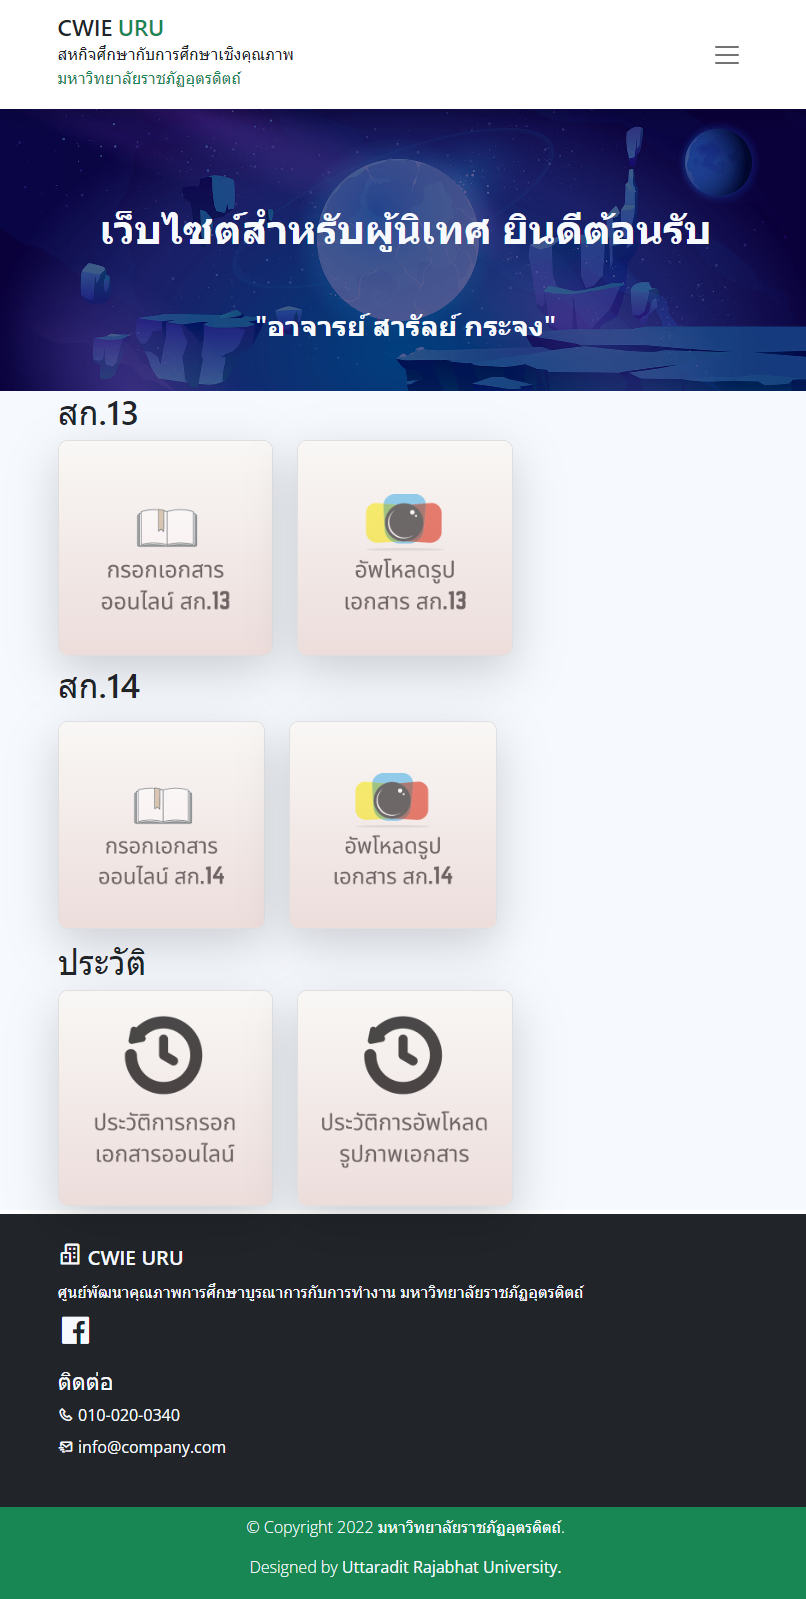 CWIE URU
สหกิจศึกษากับการศึกษาเชิงคุณภาพ
มหาวิทยาลัยราชภัฏอุตรดิตถ์
เว็บไซต์สำหรับผู้นิเทศ ยินดีต้อนรับ
"อาจารย์ สารัลย์ กระจง"
สก.13
กรอกเอกสาร
ออนไลน์ สก.13
อัพโหลดรูป
เอกสาร สก.13
สก.14
กรอกเอกสาร
ออนไลน์ สก.14
อัพโหลดรูป
เอกสาร สก.14
ประวัติ
ประวัติการกรอก
เอกสารออนไลน์
ประวัติการอัพโหลด
รูปภาพเอกสาร
CWIE URU
ศูนย์พัฒนาคุณภาพการศึกษาบูรณาการกับการทำงาน มหาวิทยาลัยราชภัฏอุตรดิตถ์
ติดต่อ
010-020-0340
info@company.com
© Copyright 2022 มหาวิทยาลัยราชภัฏอุตรดิตถ์.
Designed by Uttaradit Rajabhat University.